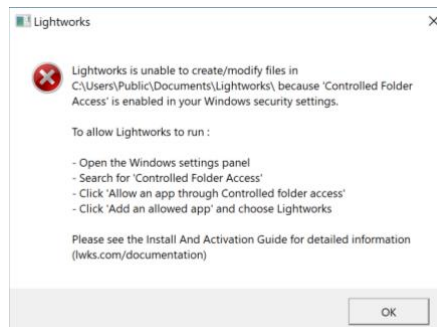 Lightworks
Lightworks is unable to create/modify files in
C:\Users\Public\Documents\Lightworks\ because 'Controlled Folder
Access' is enabled in your Windows security settings.
To allow Lightworks to run :
- Open the Windows settings panel
- Search for 'Controlled Folder Access'
- Click 'Allow an app through Controlled folder access'
- Click 'Add an allowed app' and choose Lightworks
Please see the Install And Activation Guide for detailed information
(lwks.com/documentation)
OK